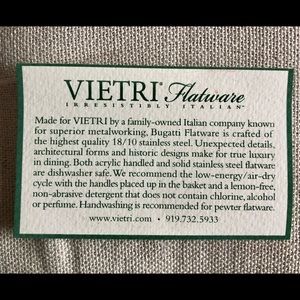 VIETRI® Flatware
IRRESISTIBLY ITALIAN®
Made for VIETRI by a family-owned Italian company known
for superior metalworking, Bugatti Flatware is crafted of
the highest quality 18/10 stainless steel. Unexpected details,
architectural forms and historic designs make for true luxury
in dining. Both acrylic handled and solid stainless steel flatware
are dishwasher safe. We recommend the low-energy/air-dry
cycle with the handles placed up in the basket and a lemon-free,
non-abrasive detergent that does not contain chlorine, alcohol
or perfume. Handwashing is recommended for pewter flatware.
www.vietri.com • 919.732.5933